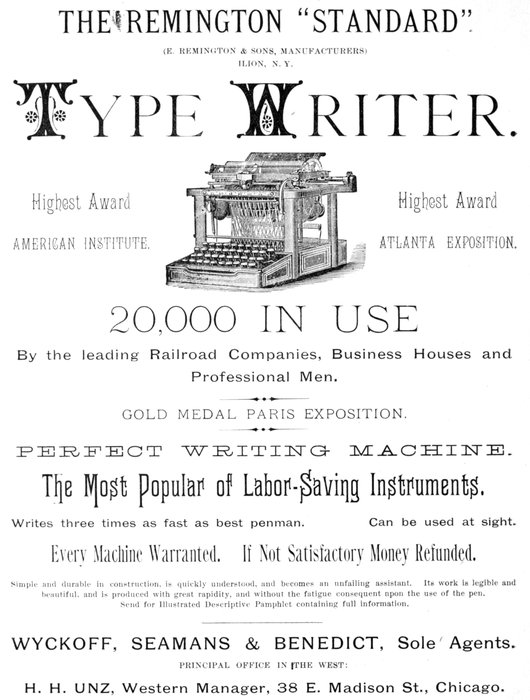 THE REMINGTON "STANDARD".
(E. REMINGTON & SONS, MANUFACTURERS)
ILION, N. Y.
TYPE WRITER.
Highest Award
AMERICAN INSTITUTE.
Highest Award
ATLANTA EXPOSITION.
20,000 IN USE
By the leading Railroad Companies, Business Houses and
Professional Men.
GOLD MEDAL PARIS EXPOSITION.
PERFECT WRITING MACHINE.
The Most Popular of Labor-Saving Instruments.
Writes three times as fast as best penman. Can be used at sight.
Every Machine Warranted. If Not Satisfactory Money Refunded.
Simple and durable in construction, is quickly understood, and becomes an unfailing assistant. Its work is legible and
beautiful, and is produced with great rapidity, and without the fatigue consequent npon the use of the pen.
Send for Illustrated Descriptive Pamphlet containing full information.
WYCKOFF, SEAMANS & BENEDICT, Sole Agents.
PRINCIPAL OFFICE IN THE WEST:
H. H. UNZ, Western Manager, 38 E. Madison St., Chicago.